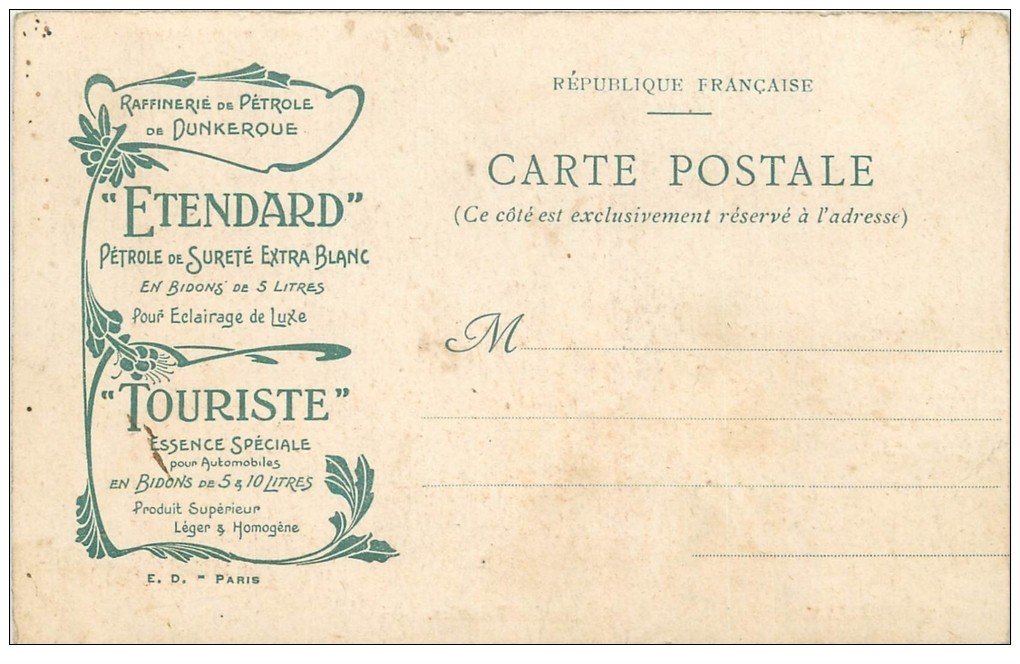 RAFFINERIE DE PÉTROLE
DE DUNKERQUE
"ETENDARD"
PÉTROLE DE SURETÉ EXTRA BLANC
EN BIDONS DE 5 LITRES
Pour Eclairage de Luxe
"TOURISTE"
ESSENCE SPÉCIALE
pour Automobiles
EN BIDONS DE 5 & 10 LITRES
Produit Supérieur
Léger & Homogène
E. D. - PARIS
RÉPUBLIQUE FRANÇAISE
CARTE POSTALE
(Ce côté est exclusivement réservé à l'adresse)
M